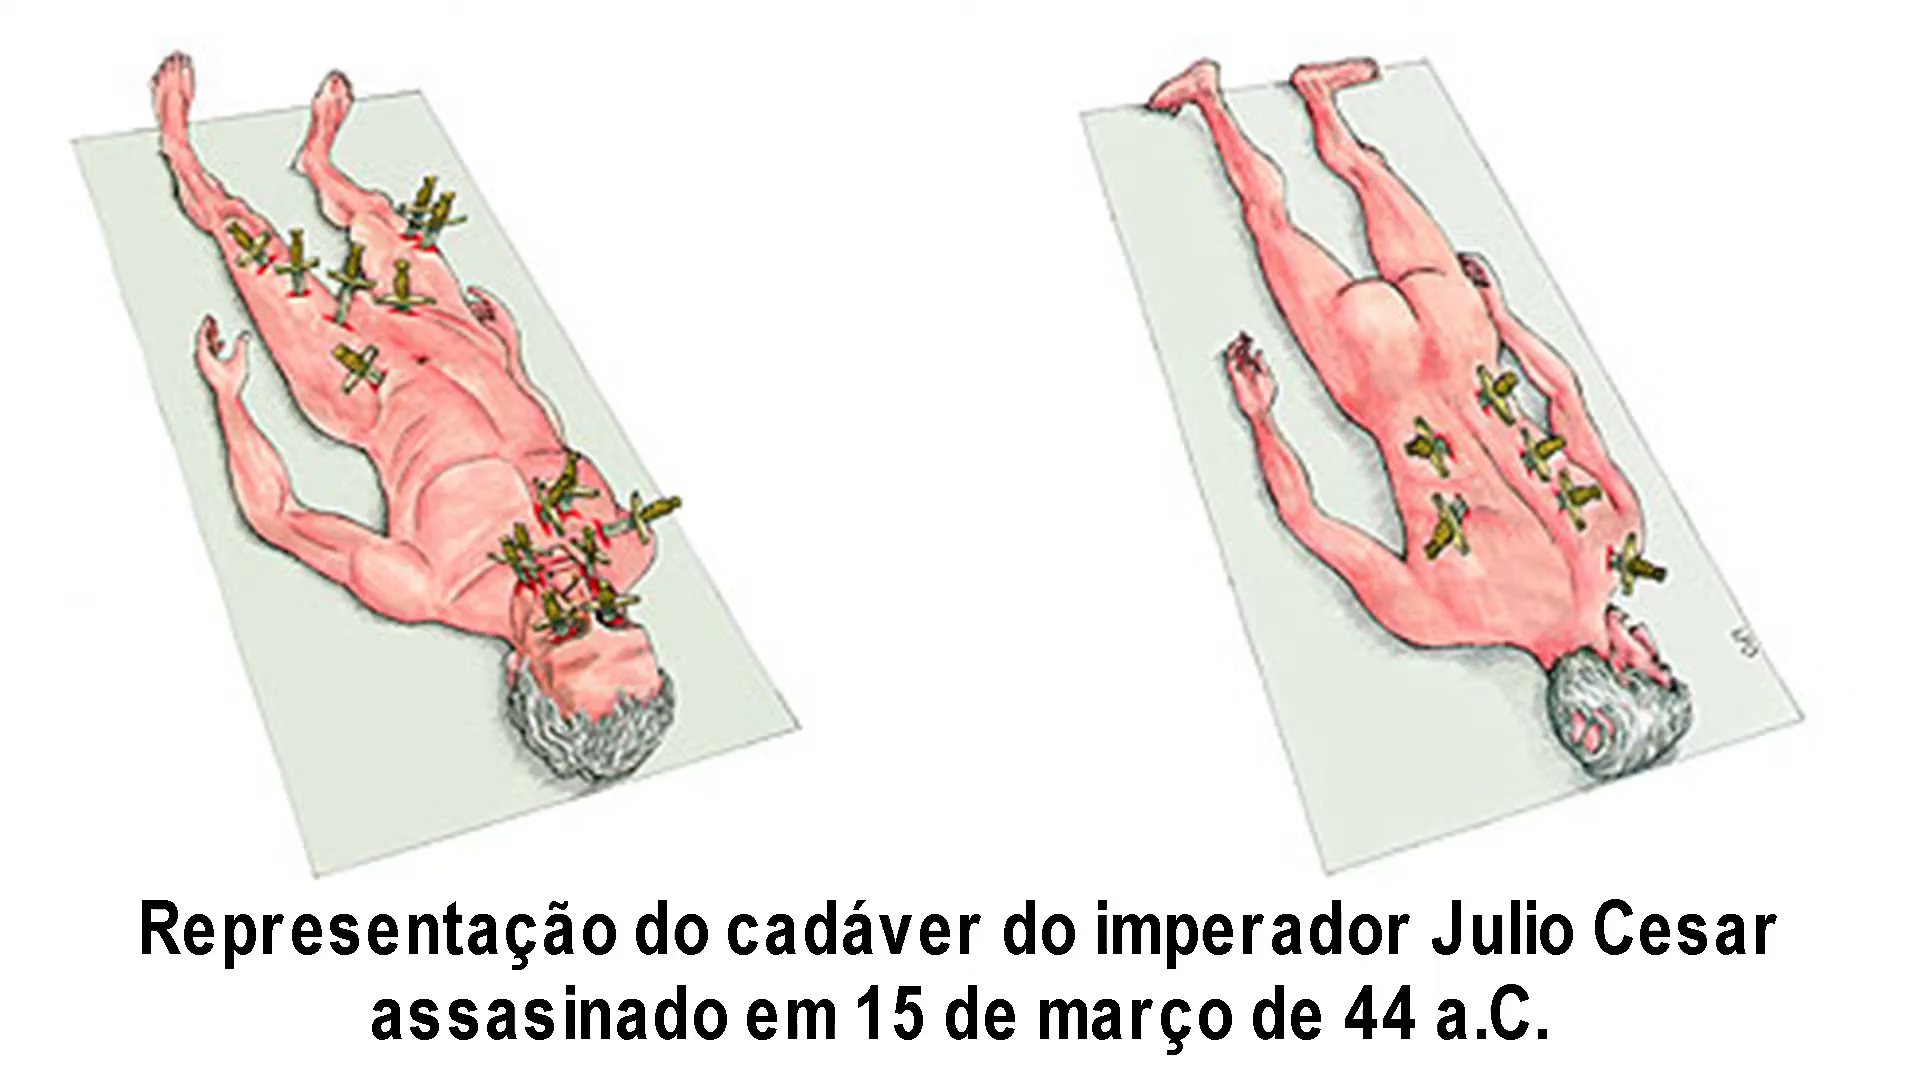 Representação do cadáver do imperador Julio Cesar
assasinado em 15 de março de 44 a.C.